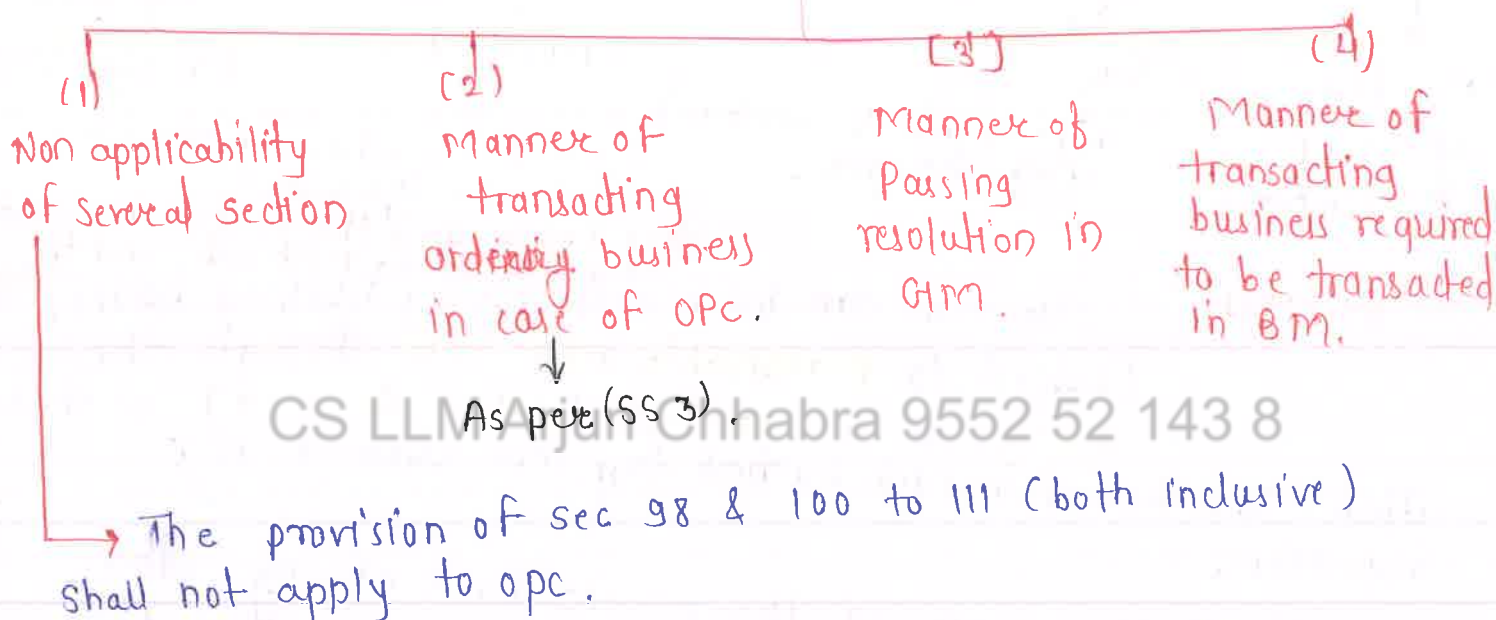 (1)
Non applicability
of several section
(2)
Manner of
transacting
ordinary business
in case of OPC.
As per (SS 3).
[3]
Manner of
Passing
resolution in
GM.
(4)
Manner of
transacting
business required
to be transacted
in BM.
CS LLM Arjun Chhabra 9552 52 143 8
The provision of sec 98 & 100 to 111 (both inclusive)
shall not apply to opc.